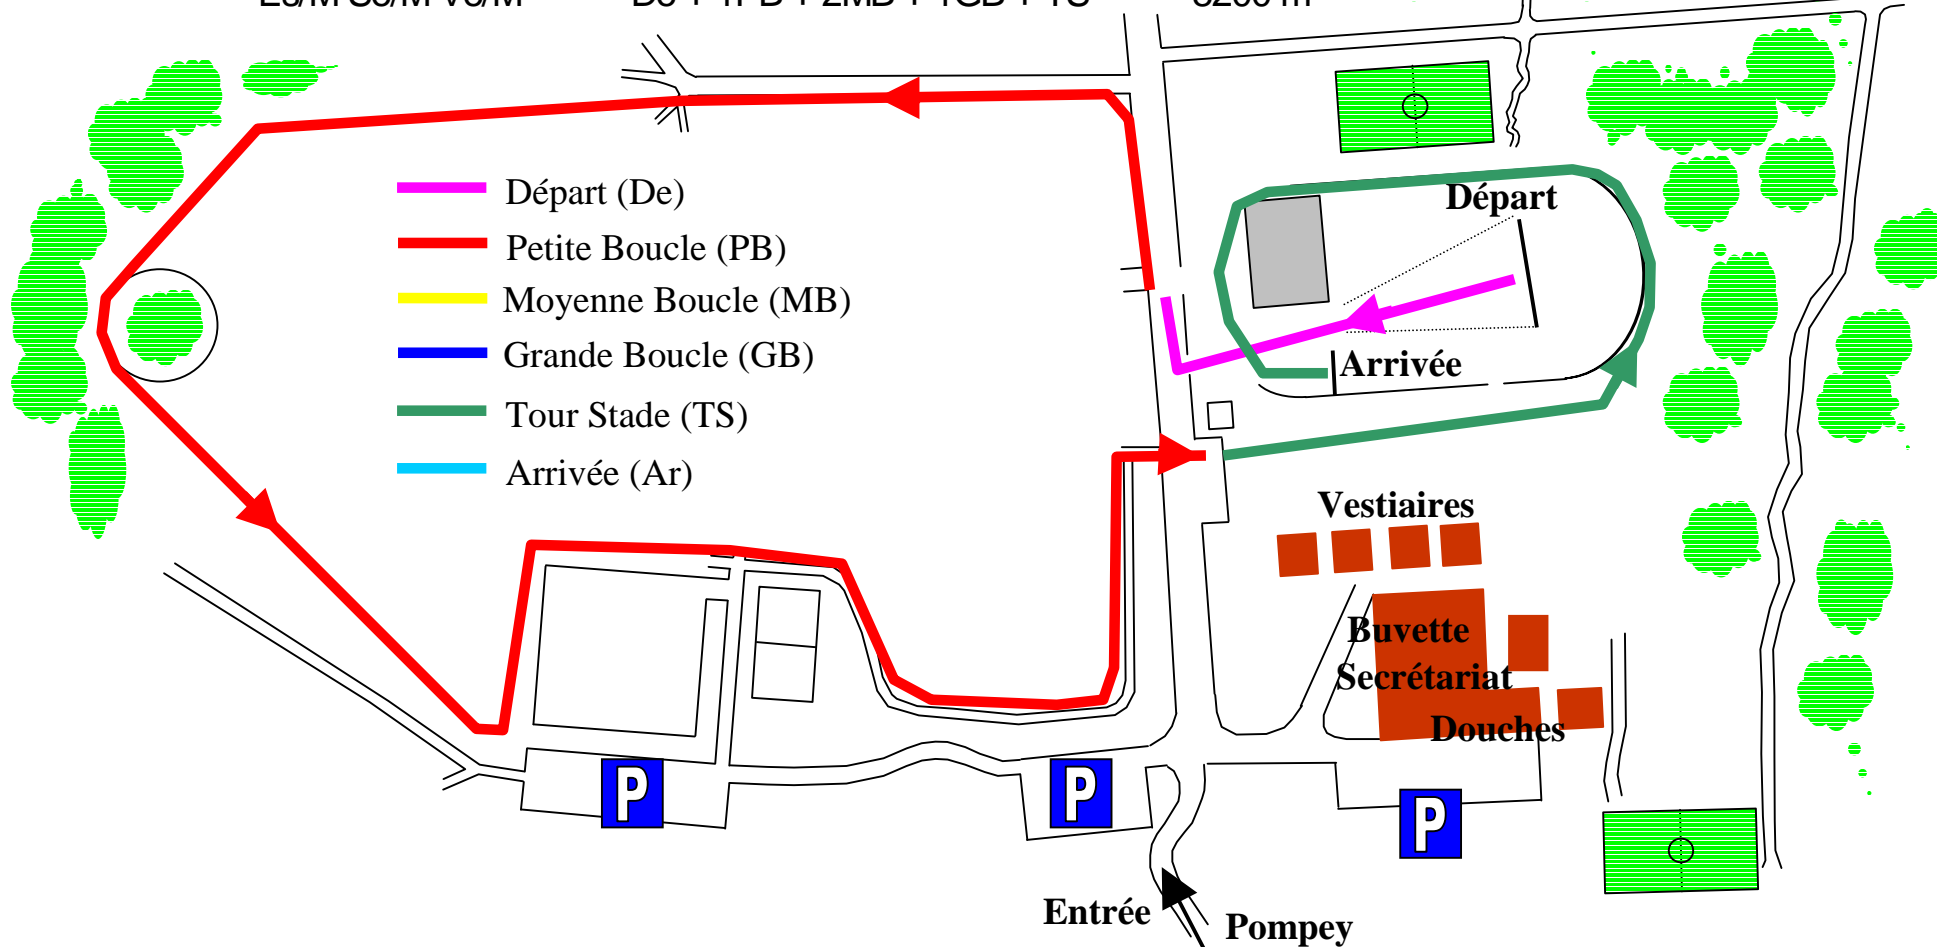 Départ
Départ (De)
Petite Boucle (PB)
Moyenne Boucle (MB)
Grande Boucle (GB)
Arrivée
Tour Stade (TS)
Arrivée (Ar)
Vestiaires
Buvette
Secrétariat
Douches
P
P
P
Entrée
Pompey